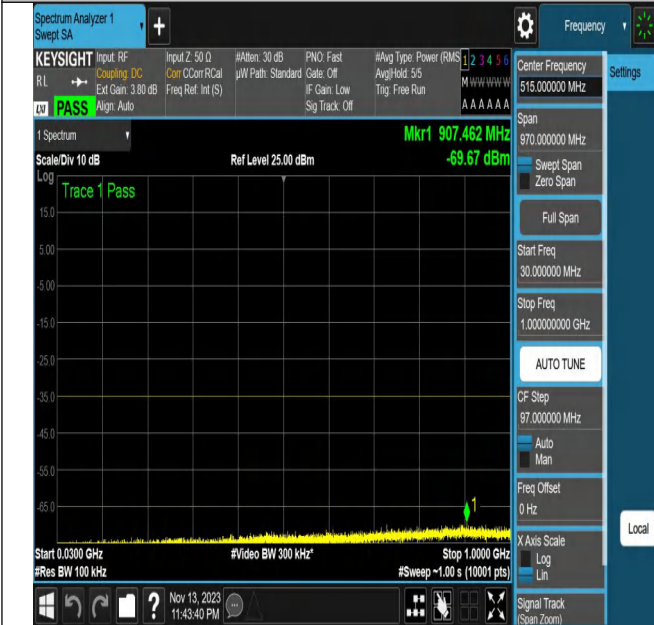 Spectrum Analyzer 1
Swept SA
+
Frequency
KEYSIGHT
RL
PASS
Input: RF
Coupling: DC
Ext Gain: 3.80 dB
Align: Auto
Input Z: 50 Ω
Corr CCorr RCal
Freq Ref: Int (S)
#Atten: 30 dB
µW Path: Standard
PNO: Fast
Gate: Off
IF Gain: Low
Sig Track: Off
#Avg Type: Power (RMS
Avg|Hold: 5/5
Trig: Free Run
1 2 3 4 5 6
M W W W W W
A A A A A A
1 Spectrum
Scale/Div 10 dB
Log
Ref Level 25.00 dBm
Mkr1 907.462 MHz
-69.67 dBm
Trace 1 Pass
15.0
5.00
-5.00
-15.0
-25.0
-35.0
-45.0
-55.0
-65.0
1
Start 0.0300 GHz
#Res BW 100 kHz
#Video BW 300 kHz*
Stop 1.0000 GHz
#Sweep ~1.00 s (10001 pts)
Center Frequency
515.000000 MHz
Span
970.000000 MHz
Swept Span
Zero Span
Full Span
Start Freq
30.000000 MHz
Stop Freq
1.000000000 GHz
AUTO TUNE
CF Step
97.000000 MHz
Auto
Man
Freq Offset
0 Hz
X Axis Scale
Log
Lin
Signal Track
(Span Zoom)
Settings
Local
?
Nov 13, 2023
11:43:40 PM